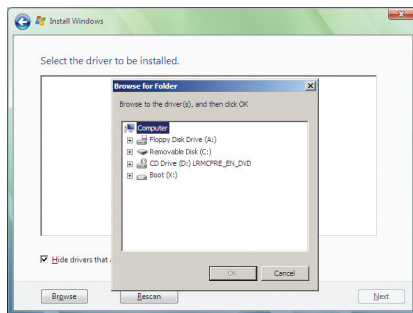 Install Windows
Select the driver to be installed.
Browse for Folder
Browse to the driver(s), and then click OK
Computer
Floppy Disk Drive (A:)
Removable Disk (C:)
CD Drive (D:) LRMCFRE_EN_DVD
Boot (X:)
Hide drivers that
OK
Cancel
Browse
Rescan
Next